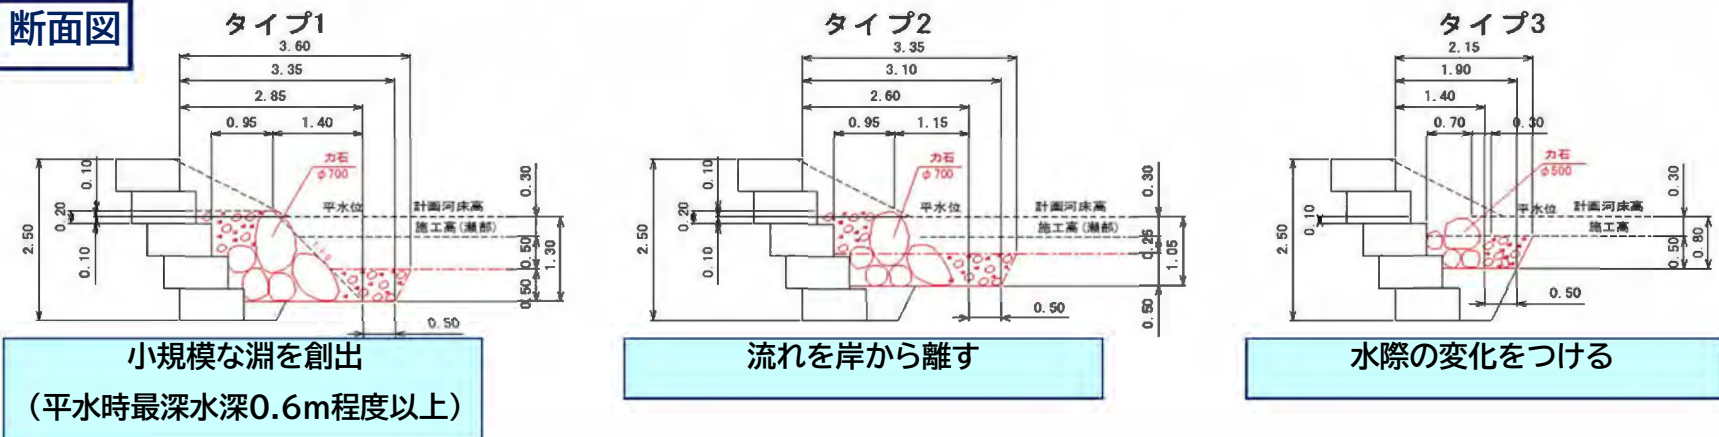 断面図
タイプ1
3.60
3.35
2.85
0.95
1.40
力石
φ700
0.10
0.20
0.10
2.50
平水位
計画河床高
施工高(瀬部)
0.30
0.50
1.30
0.50
0.50
小規模な淵を創出
(平水時最深水深0.6m程度以上)
タイプ2
3.35
3.10
2.60
0.95
1.15
力石
φ700
0.10
0.20
0.10
2.50
平水位
計画河床高
施工高(瀬部)
0.30
0.25
1.05
0.50
0.50
流れを岸から離す
タイプ3
2.15
1.90
1.40
0.70
0.30
力石
φ500
0.10
2.50
平水位
計画河床高
施工高
0.30
0.50
0.80
0.50
水際の変化をつける